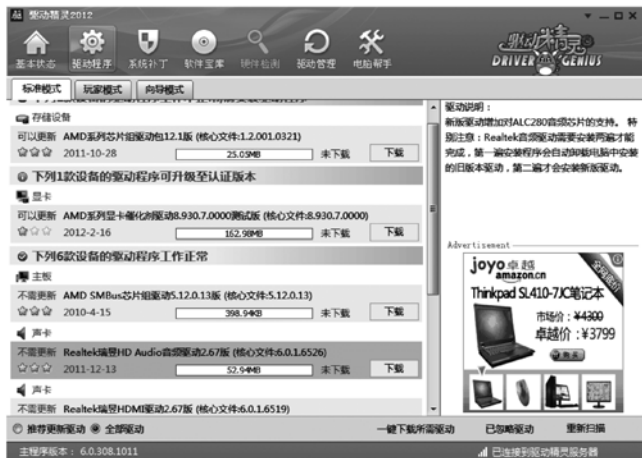 驱动精灵2012
基本状态 驱动程序 系统补丁 软件宝库 硬件检测 驱动管理 电脑帮手
驱动精灵
DRIVER GENIUS
标准模式 玩家模式 向导模式
存储设备
可以更新 AMD系列芯片组驱动包12.1版 (核心文件:1.2.001.0321)
2011-10-28 25.05MB 未下载 下载
下列1款设备的驱动程序可升级至认证版本
显卡
可以更新 AMD系列显卡催化剂驱动8.930.7.0000测试版 (核心文件:8.930.7.0000)
2012-2-16 162.98MB 未下载 下载
下列6款设备的驱动程序工作正常
主板
不需更新 AMD SMBus芯片组驱动5.12.0.13版 (核心文件:5.12.0.13)
2010-4-15 398.94KB 未下载 下载
声卡
不需更新 Realtek瑞昱HD Audio音频驱动2.67版 (核心文件:6.0.1.6526)
2011-12-13 52.94MB 未下载 下载
声卡
不需更新 Realtek瑞昱HDMI驱动2.67版 (核心文件:6.0.1.6519)
驱动说明：
新版驱动增加对ALC280音频芯片的支持。 特
别注意：Realtek音频驱动需要安装两遍才能
完成，第一遍安装程序会自动卸载电脑中安装
的旧版本驱动，第二遍才会安装新版驱动。
Advertisement
joyo 卓越
amazon.cn
全网底价
Thinkpad SL410-7JC笔记本
市场价：¥4300
卓越价：¥3799
购买
推荐更新驱动 全部驱动 一键下载所需驱动 已忽略驱动 重新扫描
主程序版本： 6.0.308.1011 已连接到驱动精灵服务器